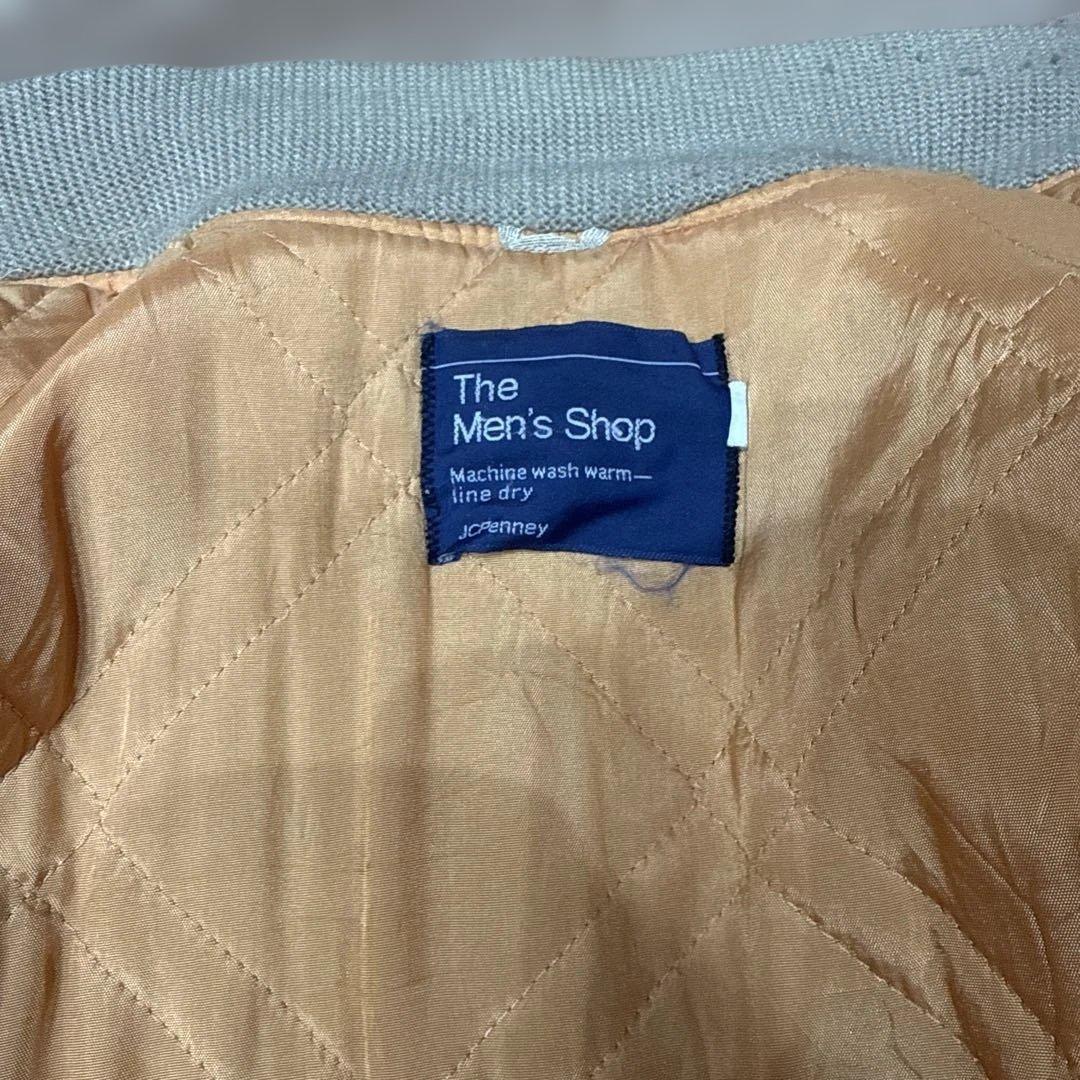 The
Men's Shop
Machine wash warm—
line dry
JCPenney